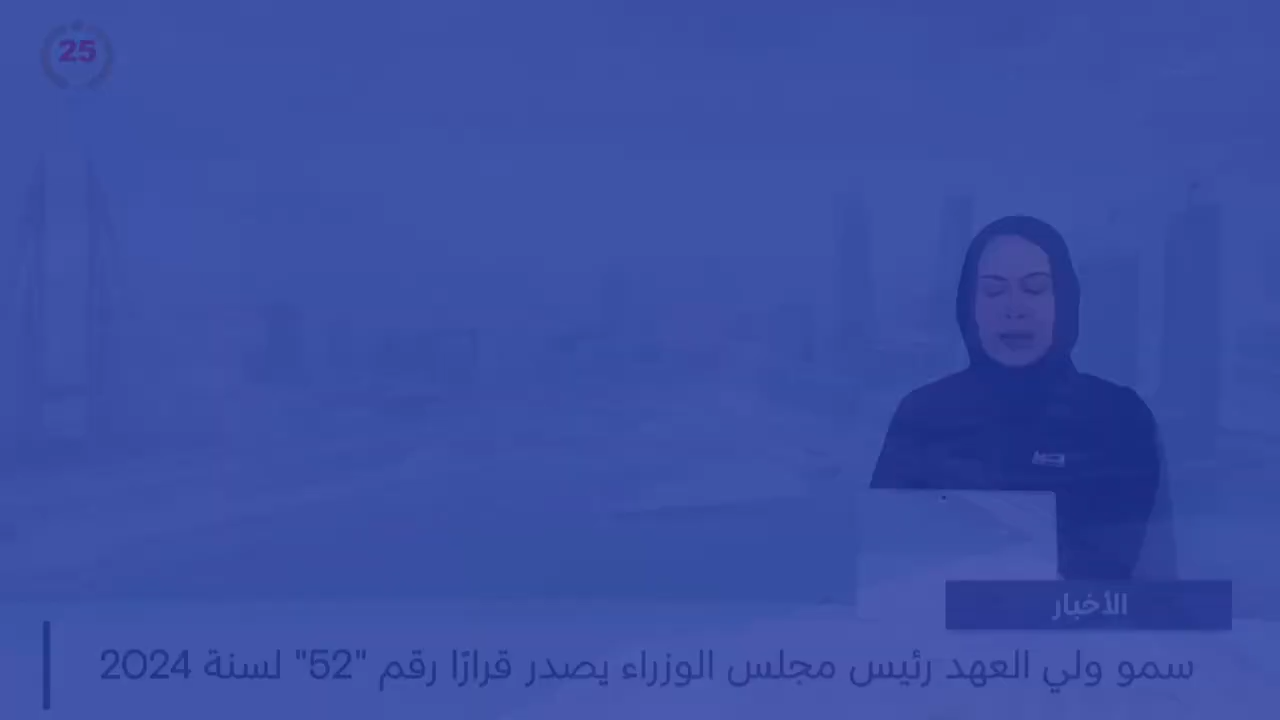 25
الأخبار
سمو ولي العهد رئيس مجلس الوزراء يصدر قرارًا رقم "52" لسنة 2024